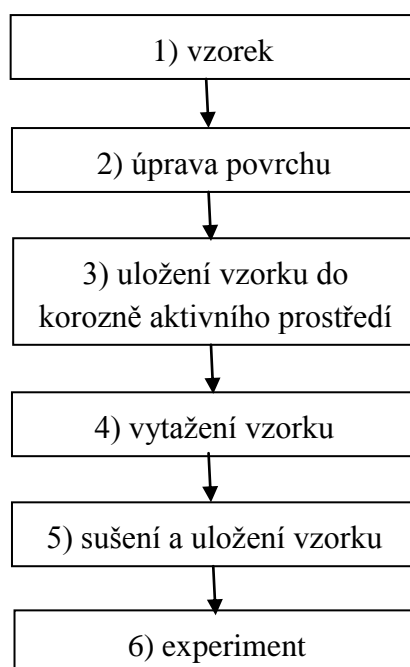 1) vzorek
2) úprava povrchu
3) uložení vzorku do
korozně aktivního prostředí
4) vytažení vzorku
5) sušení a uložení vzorku
6) experiment